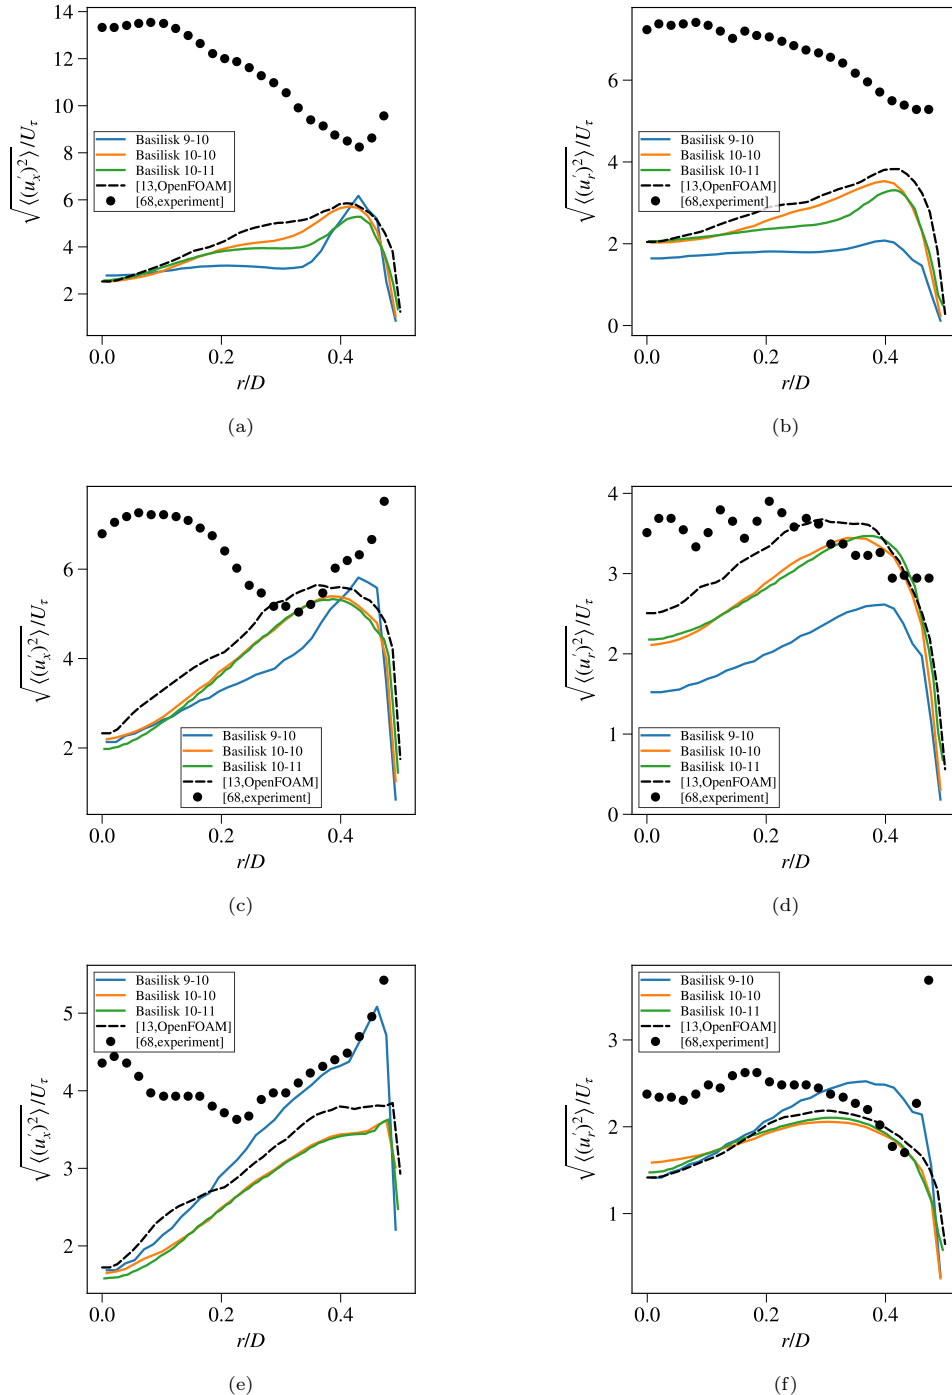 14
12
10
8
6
4
2
√⟨(u′ₓ)²⟩/U_τ
Basilisk 9-10
Basilisk 10-10
Basilisk 10-11
[13,OpenFOAM]
[68,experiment]
0.0 0.2 0.4
r/D
(a)
6
4
2
0
√⟨(u′ᵣ)²⟩/U_τ
Basilisk 9-10
Basilisk 10-10
Basilisk 10-11
[13,OpenFOAM]
[68,experiment]
0.0 0.2 0.4
r/D
(b)
6
4
2
√⟨(u′ₓ)²⟩/U_τ
Basilisk 9-10
Basilisk 10-10
Basilisk 10-11
[13,OpenFOAM]
[68,experiment]
0.0 0.2 0.4
r/D
(c)
4
3
2
1
0
√⟨(u′ᵣ)²⟩/U_τ
Basilisk 9-10
Basilisk 10-10
Basilisk 10-11
[13,OpenFOAM]
[68,experiment]
0.0 0.2 0.4
r/D
(d)
5
4
3
2
√⟨(u′ₓ)²⟩/U_τ
Basilisk 9-10
Basilisk 10-10
Basilisk 10-11
[13,OpenFOAM]
[68,experiment]
0.0 0.2 0.4
r/D
(e)
3
2
1
√⟨(u′ᵣ)²⟩/U_τ
Basilisk 9-10
Basilisk 10-10
Basilisk 10-11
[13,OpenFOAM]
[68,experiment]
0.0 0.2 0.4
r/D
(f)